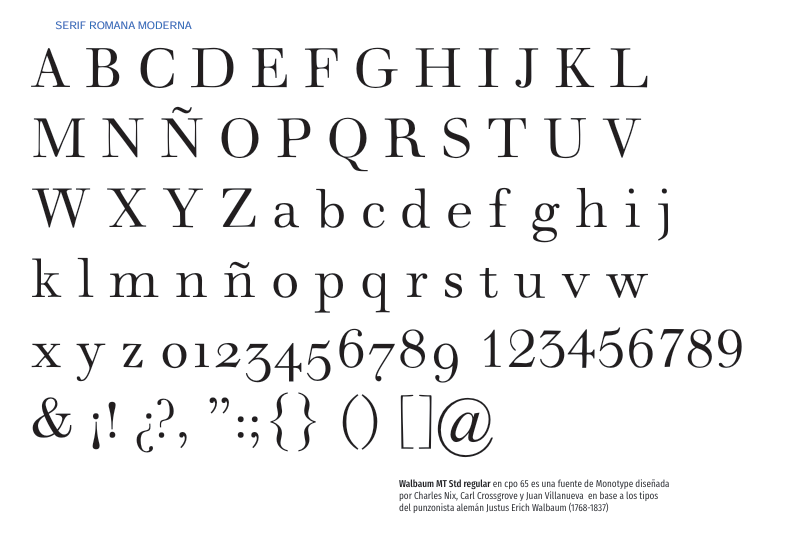 SERIF ROMANA MODERNA
A B C D E F G H I J K L
M N Ñ O P Q R S T U V
W X Y Z a b c d e f g h i j
k l m n ñ o p q r s t u v w
x y z 0123456789 123456789
& ¡! ¿?, ”:;{} () []@
Walbaum MT Std regular en cpo 65 es una fuente de Monotype diseñada
por Charles Nix, Carl Crossgrove y Juan Villanueva en base a los tipos
del punzonista alemán Justus Erich Walbaum (1768-1837)